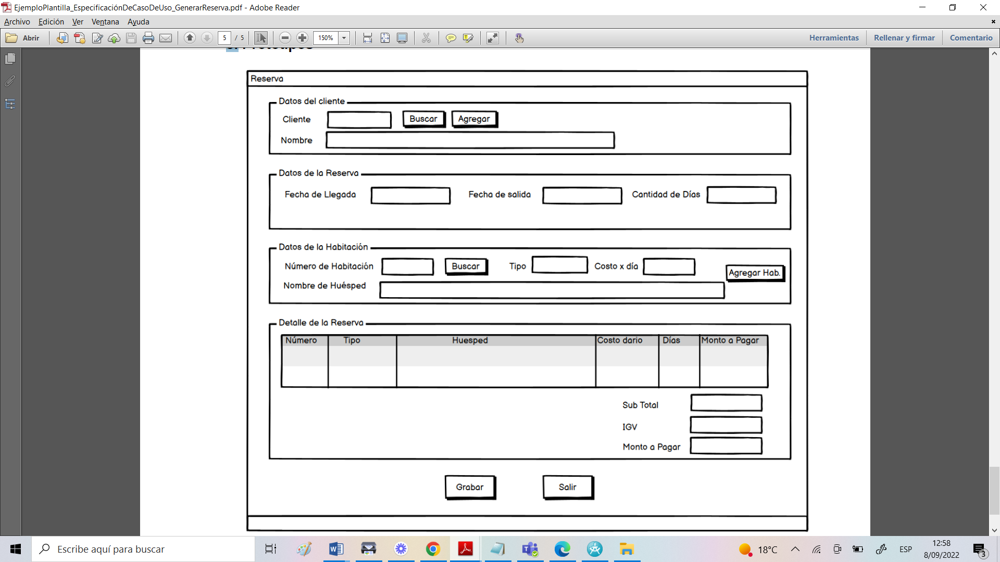 EjemploPlantilla_EspecificaciónDeCasoDeUso_GenerarReserva.pdf - Adobe Reader
Archivo Edición Ver Ventana Ayuda
Abrir 5 / 5 150% Herramientas Rellenar y firmar Comentario
Prototipos
Reserva
Datos del cliente
Cliente Buscar Agregar
Nombre
Datos de la Reserva
Fecha de Llegada Fecha de salida Cantidad de Días
Datos de la Habitación
Número de Habitación Buscar Tipo Costo x día Agregar Hab.
Nombre de Huésped
Detalle de la Reserva
Número Tipo Huesped Costo dario Días Monto a Pagar
Sub Total
IGV
Monto a Pagar
Grabar Salir
Escribe aquí para buscar 18°C ESP 12:58
8/09/2022 3